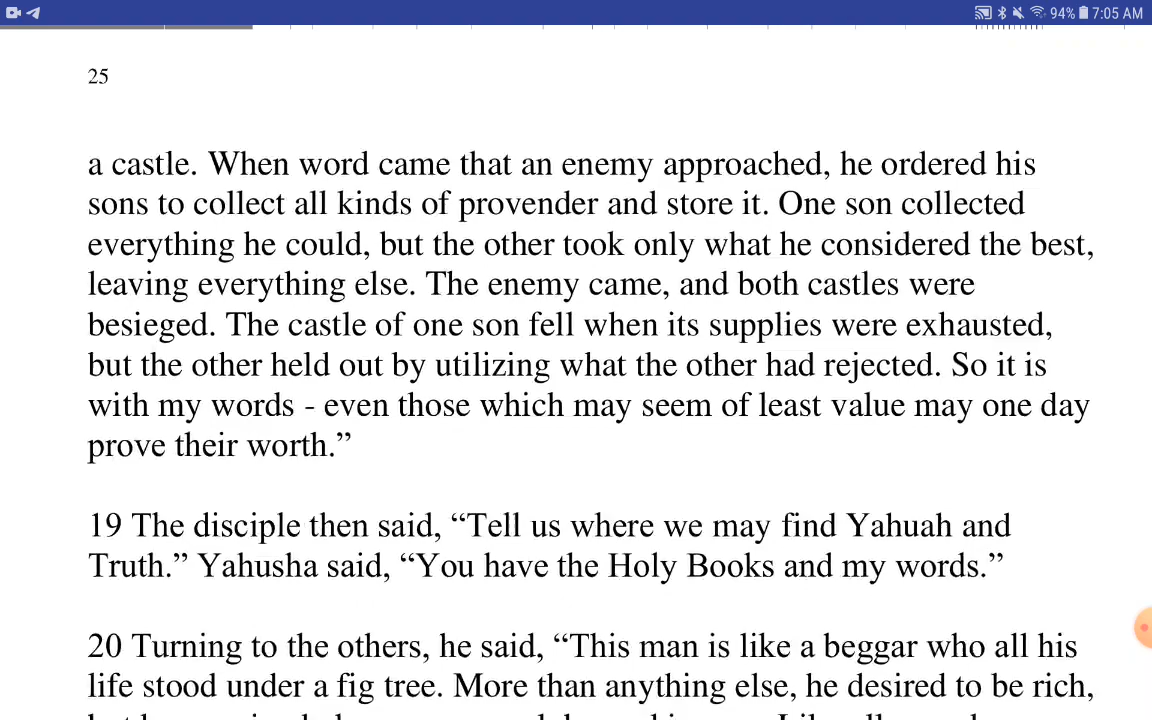 94% 7:05 AM
25
a castle. When word came that an enemy approached, he ordered his
sons to collect all kinds of provender and store it. One son collected
everything he could, but the other took only what he considered the best,
leaving everything else. The enemy came, and both castles were
besieged. The castle of one son fell when its supplies were exhausted,
but the other held out by utilizing what the other had rejected. So it is
with my words - even those which may seem of least value may one day
prove their worth.”
19 The disciple then said, “Tell us where we may find Yahuah and
Truth.” Yahusha said, “You have the Holy Books and my words.”
20 Turning to the others, he said, “This man is like a beggar who all his
life stood under a fig tree. More than anything else, he desired to be rich,